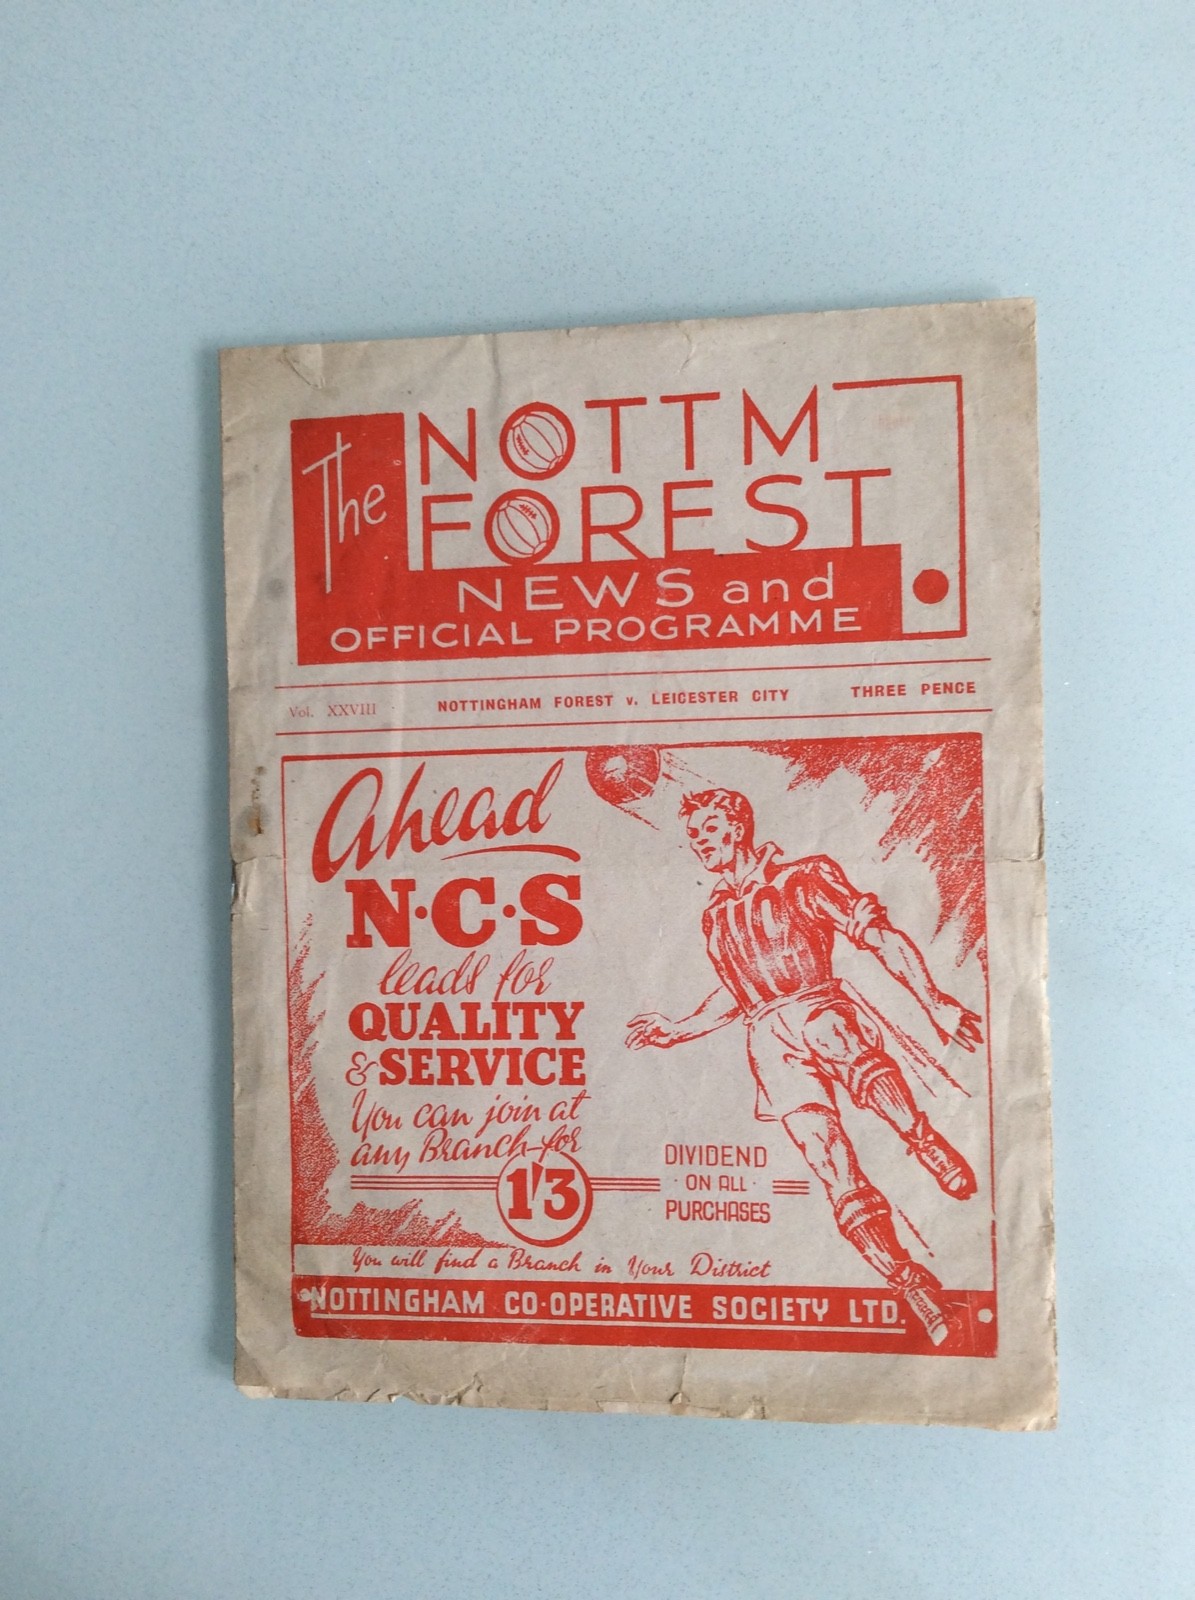 The
NOTTM
FOREST
NEWS and
OFFICIAL PROGRAMME
Vol. XXVIII NOTTINGHAM FOREST v. LEICESTER CITY THREE PENCE
Ahead
N·C·S
leads for
QUALITY
& SERVICE
You can join at
any Branch for
1'3
DIVIDEND
· ON ALL ·
PURCHASES
You will find a Branch in Your District
NOTTINGHAM CO-OPERATIVE SOCIETY LTD.